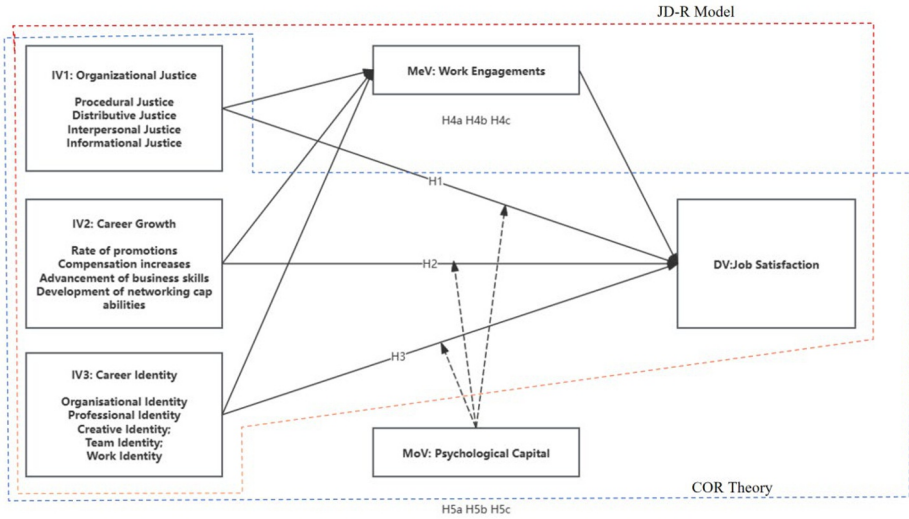 JD-R Model
IV1: Organizational Justice
Procedural Justice
Distributive Justice
Interpersonal Justice
Informational Justice
MeV: Work Engagements
H4a H4b H4c
H1
IV2: Career Growth
Rate of promotions
Compensation increases
Advancement of business skills
Development of networking cap
abilities
H2
DV:Job Satisfaction
H3
IV3: Career Identity
Organisational Identity
Professional Identity
Creative Identity;
Team Identity;
Work Identity
MoV: Psychological Capital
COR Theory
H5a H5b H5c